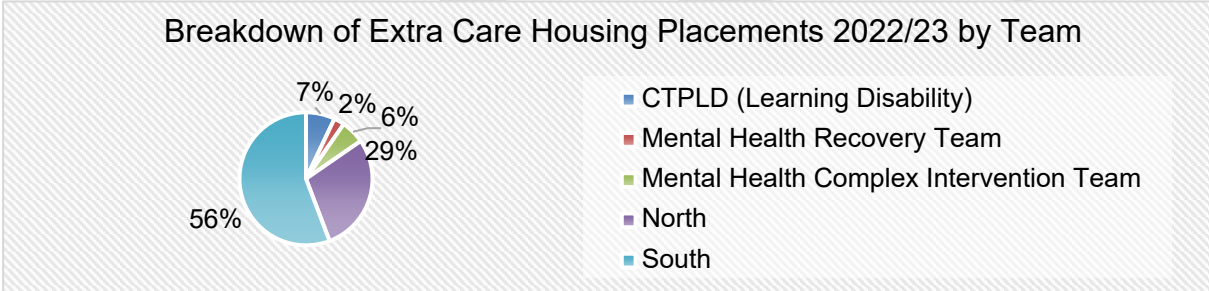 Breakdown of Extra Care Housing Placements 2022/23 by Team
7%
2%
6%
29%
56%
CTPLD (Learning Disability)
Mental Health Recovery Team
Mental Health Complex Intervention Team
North
South